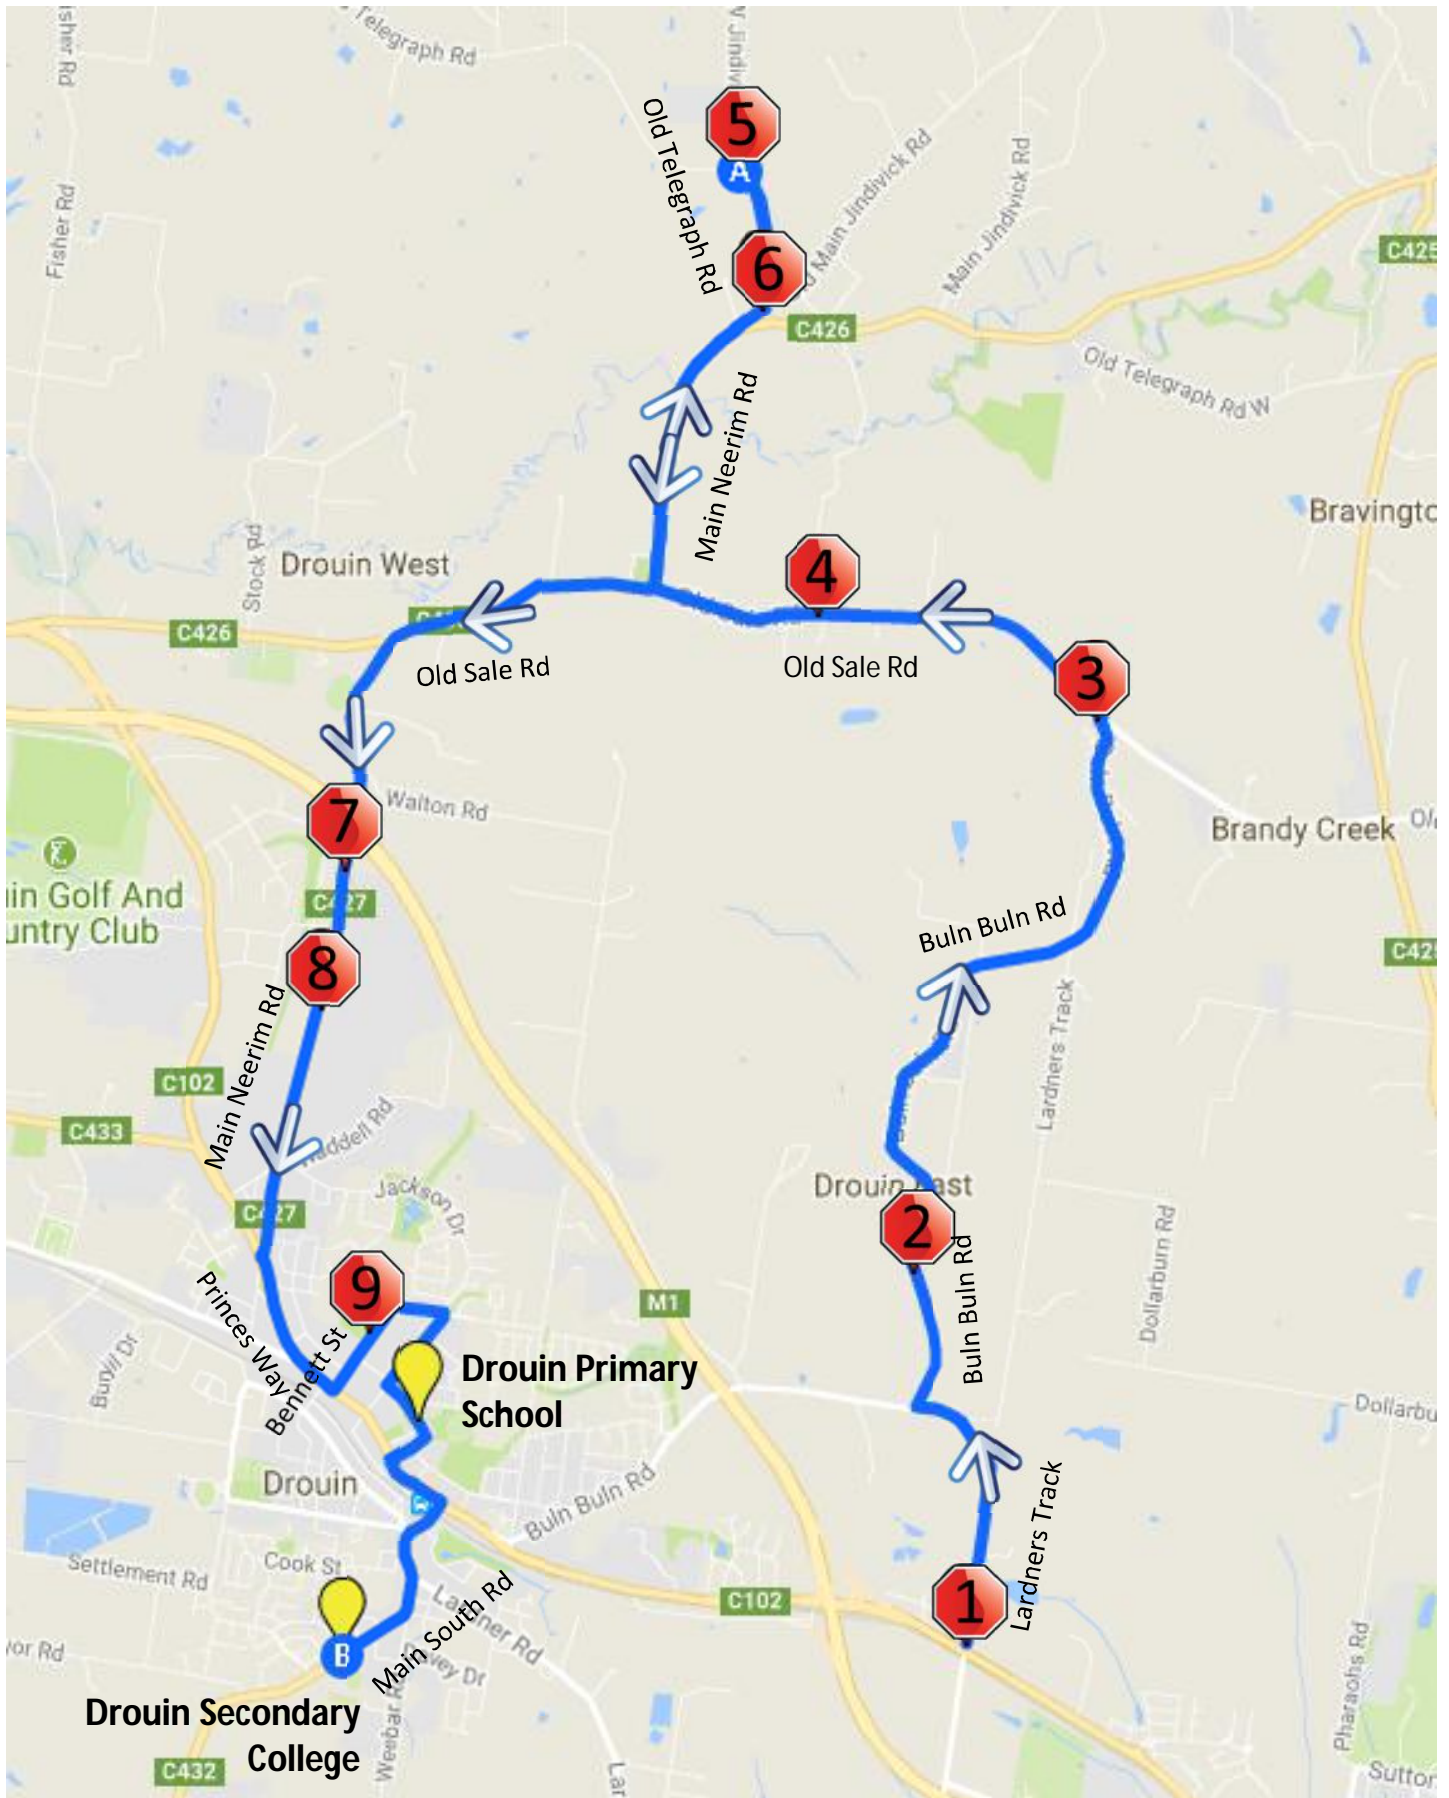 Telegraph Rd
Old Telegraph Rd
5
A
6
Main Jindivick Rd
Main Jindivick Rd
Fisher Rd
C425
C426
Old Telegraph Rd W
Main Neerim Rd
Stock Rd
Drouin West
4
C426
Old Sale Rd
Old Sale Rd
3
7
Walton Rd
Brandy Creek
C427
in Golf And
untry Club
8
Buln Buln Rd
C425
Main Neerim Rd
Lardners Track
C102
C433
Waddell Rd
Jackson Dr
Drouin East
2
C427
Buln Buln Rd
Dollarburn Rd
9
M1
Princes Way
Bennett St
Drouin Primary
School
Drouin
Buln Buln Rd
Settlement Rd
Cook St
1
Lardners Track
C102
Lardner Rd
Main South Rd
B
Drouin Secondary
College
C432
Pharaohs Rd